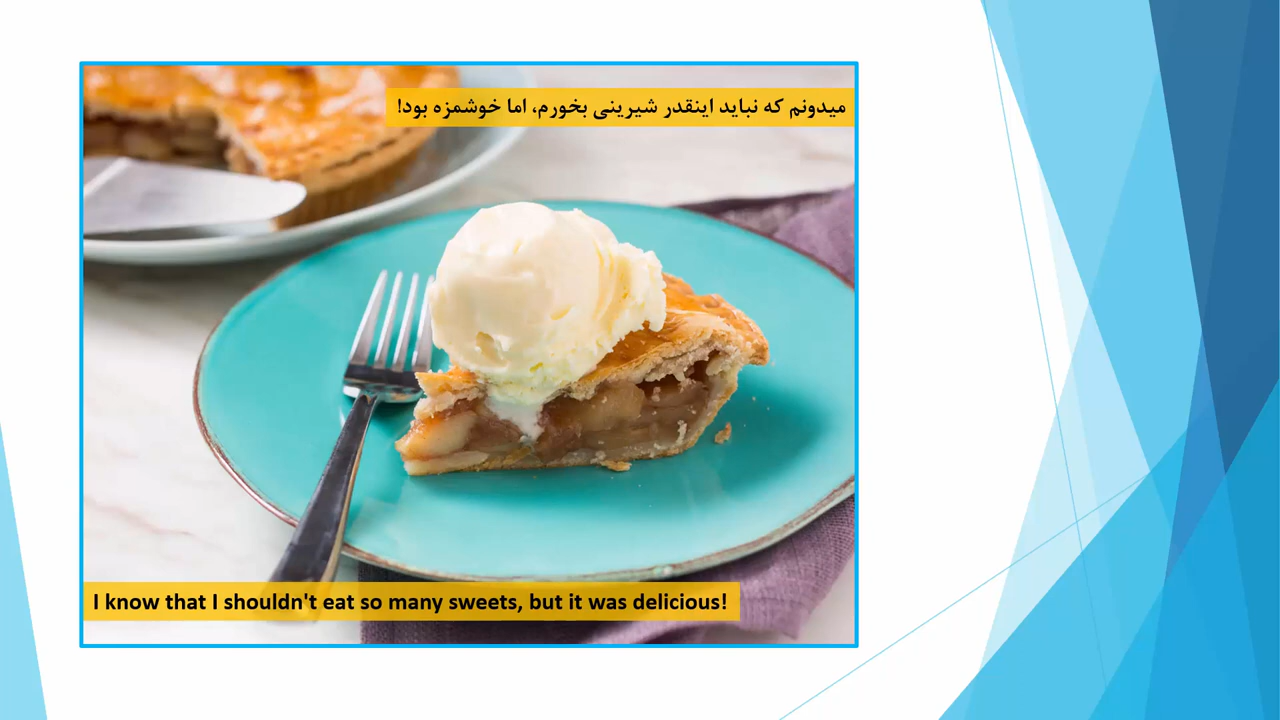 میدونم که نباید اینقدر شیرینی بخورم، اما خوشمزه بود!
I know that I shouldn't eat so many sweets, but it was delicious!